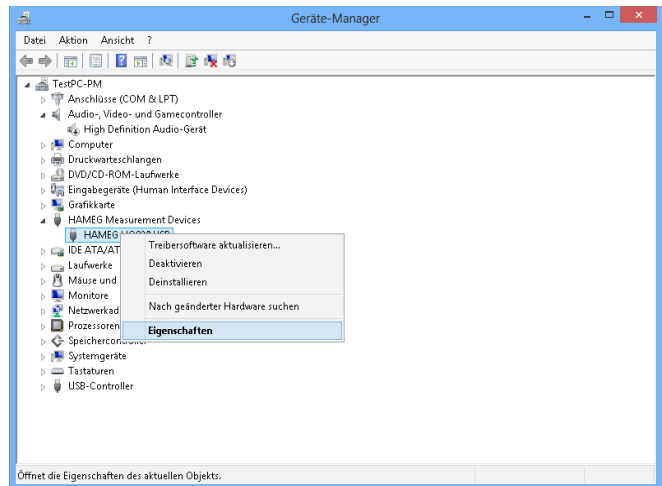 Geräte-Manager
Datei Aktion Ansicht ?
TestPC-PM
Anschlüsse (COM & LPT)
Audio-, Video- und Gamecontroller
High Definition Audio-Gerät
Computer
Druckwarteschlangen
DVD/CD-ROM-Laufwerke
Eingabegeräte (Human Interface Devices)
Grafikkarte
HAMEG Measurement Devices
HAMEG
IDE ATA/AT
Treibersoftware aktualisieren...
Laufwerke
Deaktivieren
Mäuse und
Deinstallieren
Monitore
Netzwerkad
Nach geänderter Hardware suchen
Prozessoren
Eigenschaften
Speichercontroller
Systemgeräte
Tastaturen
USB-Controller
Öffnet die Eigenschaften des aktuellen Objekts.